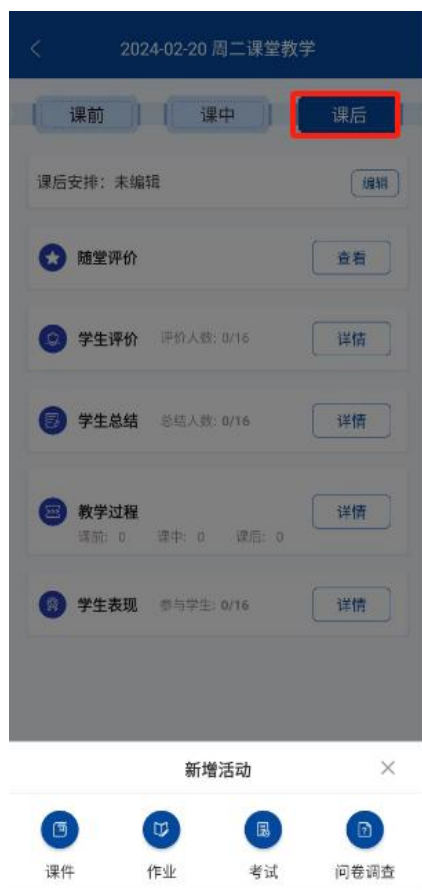 2024-02-20 周二课堂教学
课前 课中 课后
课后安排：未编辑 编辑
随堂评价 查看
学生评价 评价人数: 0/16 详情
学生总结 总结人数: 0/16 详情
教学过程 详情
课前: 0 课中: 0 课后: 0
学生表现 参与学生: 0/16 详情
新增活动
课件 作业 考试 问卷调查